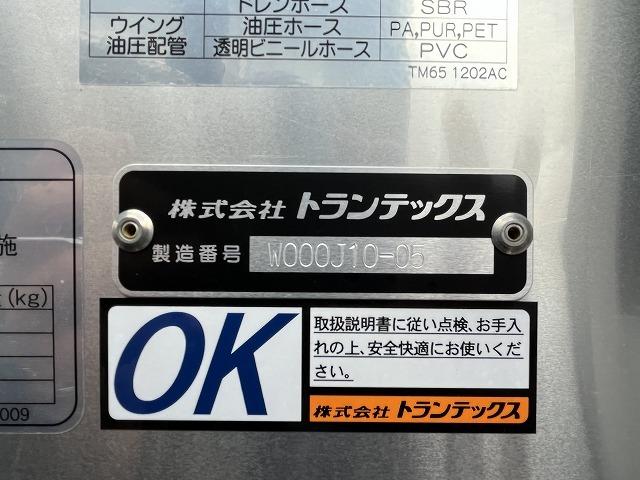 ドレンホース SBR
ウイング 油圧ホース PA,PUR,PET
油圧配管 透明ビニールホース PVC
TM65 1202AC
株式会社 トランテックス
製造番号 W000J10-05
施
(kg)
009
OK
取扱説明書に従い点検、お手入
れの上、安全快適にお使いくだ
さい。
株式会社 トランテックス